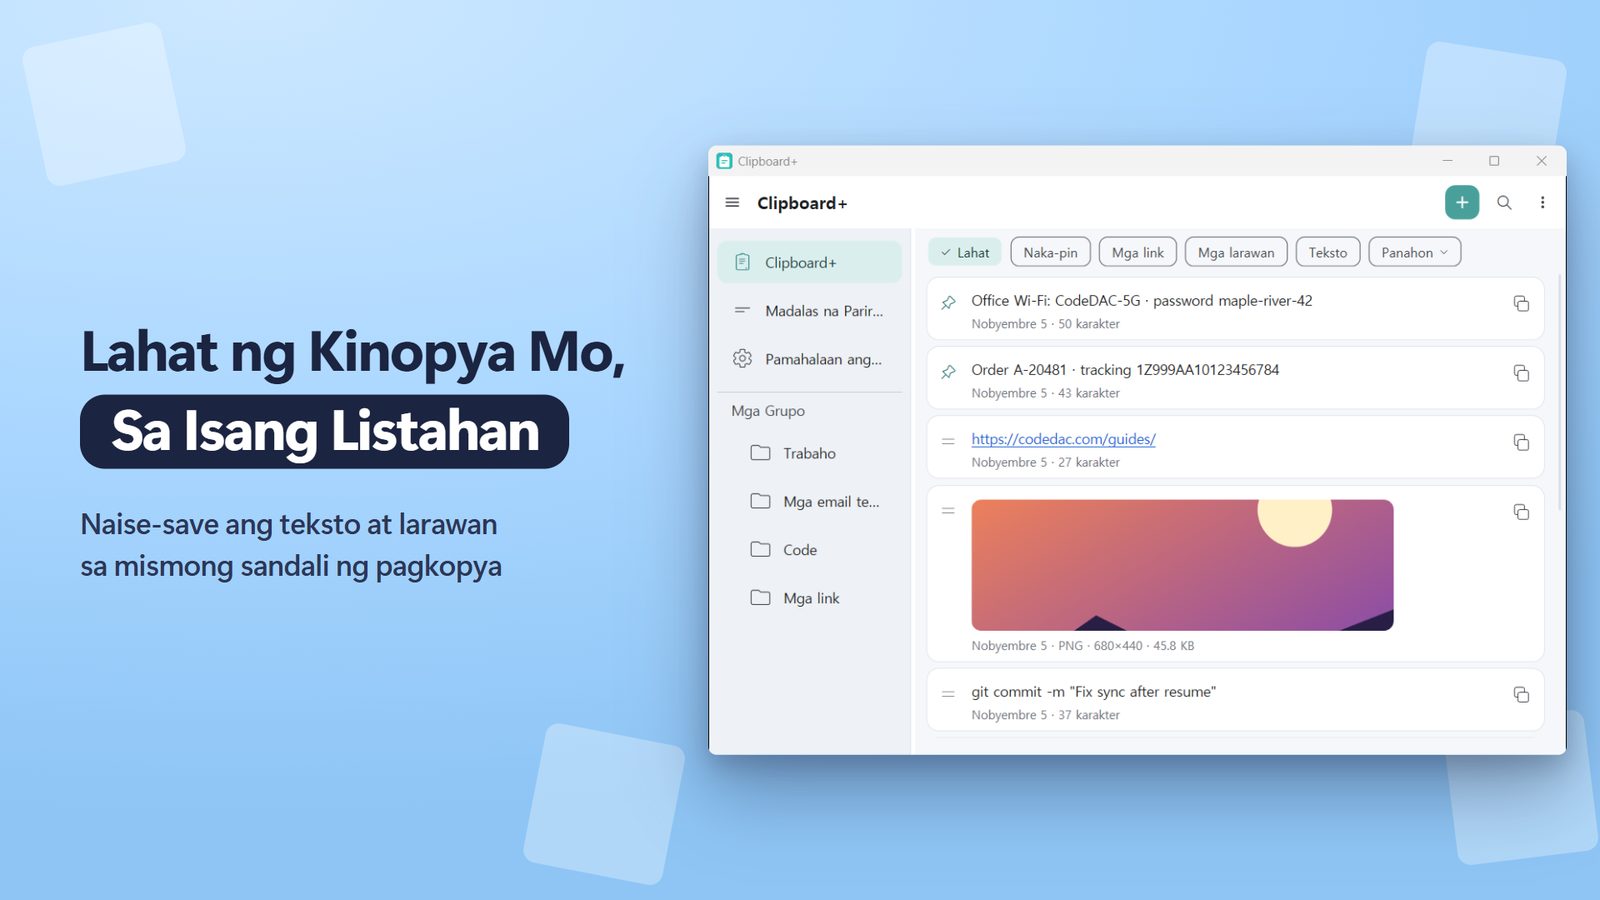 Lahat ng Kinopya Mo,
Sa Isang Listahan
Naise-save ang teksto at larawan
sa mismong sandali ng pagkopya
Clipboard+
Clipboard+
Clipboard+
Madalas na Parir...
Pamahalaan ang...
Mga Grupo
Trabaho
Mga email te...
Code
Mga link
Lahat
Naka-pin
Mga link
Mga larawan
Teksto
Panahon
Office Wi-Fi: CodeDAC-5G · password maple-river-42
Nobyembre 5 · 50 karakter
Order A-20481 · tracking 1Z999AA10123456784
Nobyembre 5 · 43 karakter
https://codedac.com/guides/
Nobyembre 5 · 27 karakter
Nobyembre 5 · PNG · 680×440 · 45.8 KB
git commit -m "Fix sync after resume"
Nobyembre 5 · 37 karakter